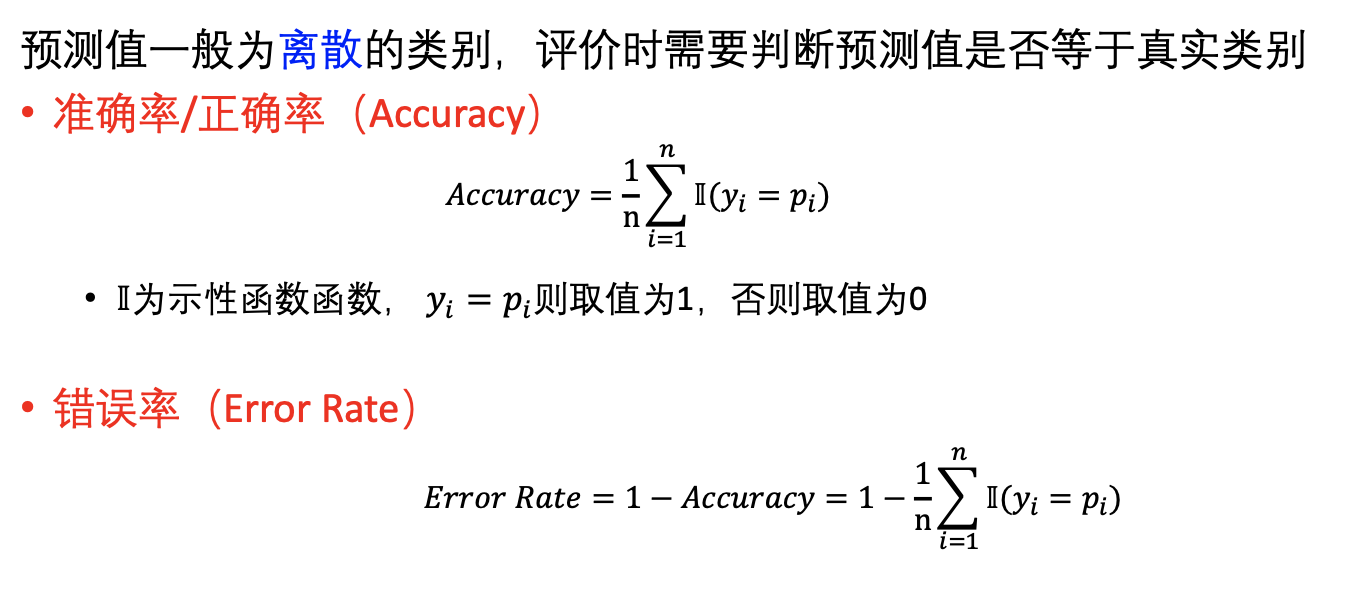 预测值一般为离散的类别，评价时需要判断预测值是否等于真实类别
• 准确率/正确率（Accuracy）
$Accuracy = \frac{1}{n}\sum_{i=1}^{n}\mathbb{I}(y_i = p_i)$
• 𝕀为示性函数函数， $y_i = p_i$则取值为1，否则取值为0
• 错误率（Error Rate）
$Error\ Rate = 1 - Accuracy = 1 - \frac{1}{n}\sum_{i=1}^{n}\mathbb{I}(y_i = p_i)$